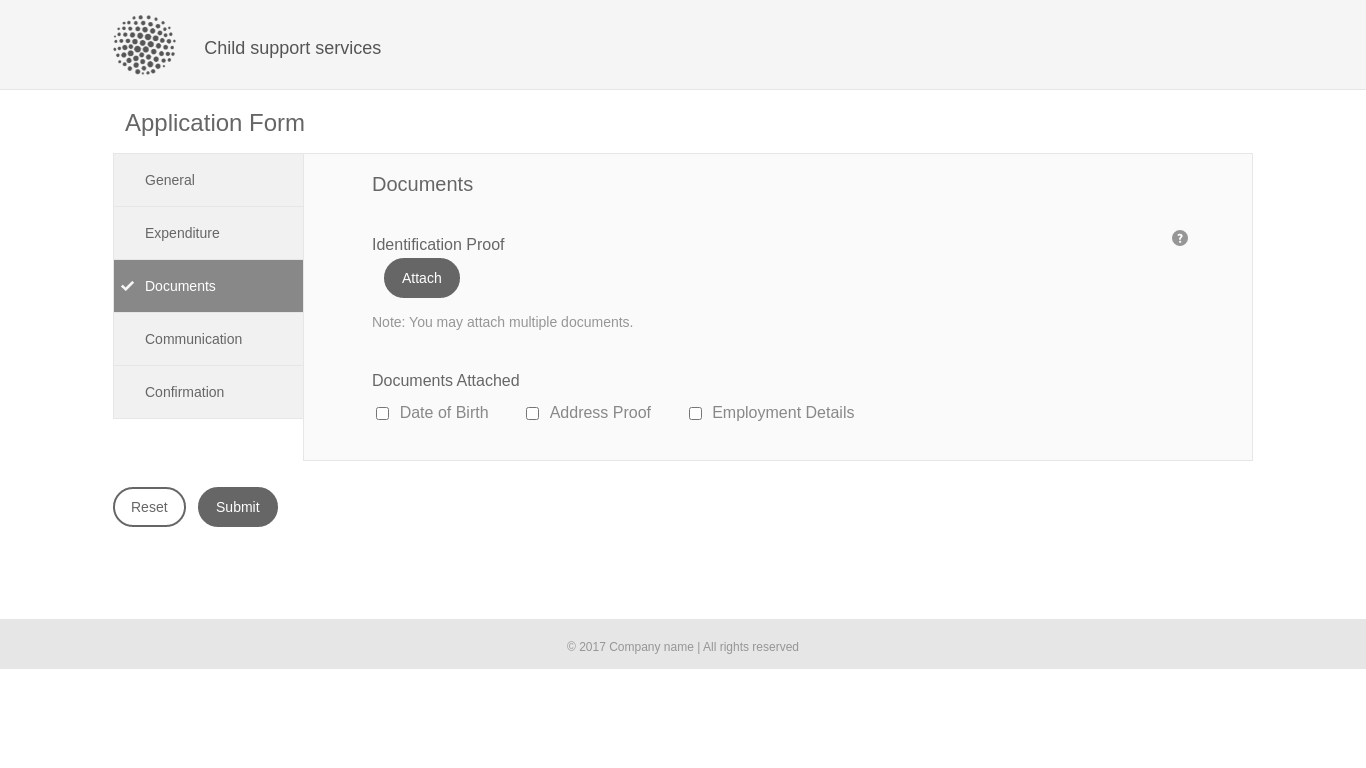 Child support services
Application Form
General
Expenditure
Documents
Communication
Confirmation
Documents
Identification Proof
?
Attach
Note: You may attach multiple documents.
Documents Attached
Date of Birth Address Proof Employment Details
Reset Submit
© 2017 Company name | All rights reserved